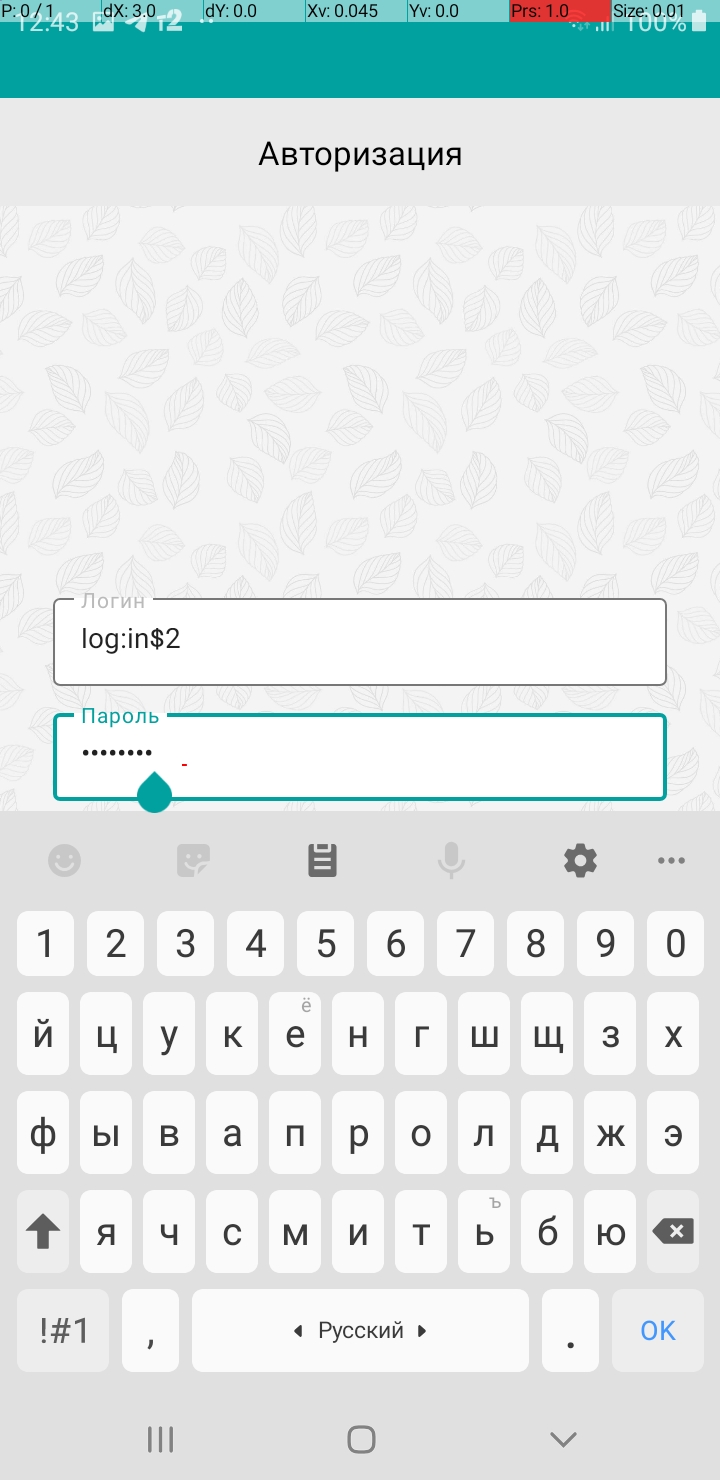 P: 0 / 1 dX: 3.0 dY: 0.0 Xv: 0.045 Yv: 0.0 Prs: 1.0 Size: 0.01
12:43 т2 100%
Авторизация
Логин
log:in$2
Пароль
••••••••
1 2 3 4 5 6 7 8 9 0
ё
й ц у к е н г ш щ з х
ф ы в а п р о л д ж э
ъ
я ч с м и т ь б ю
!#1 , Русский . OK